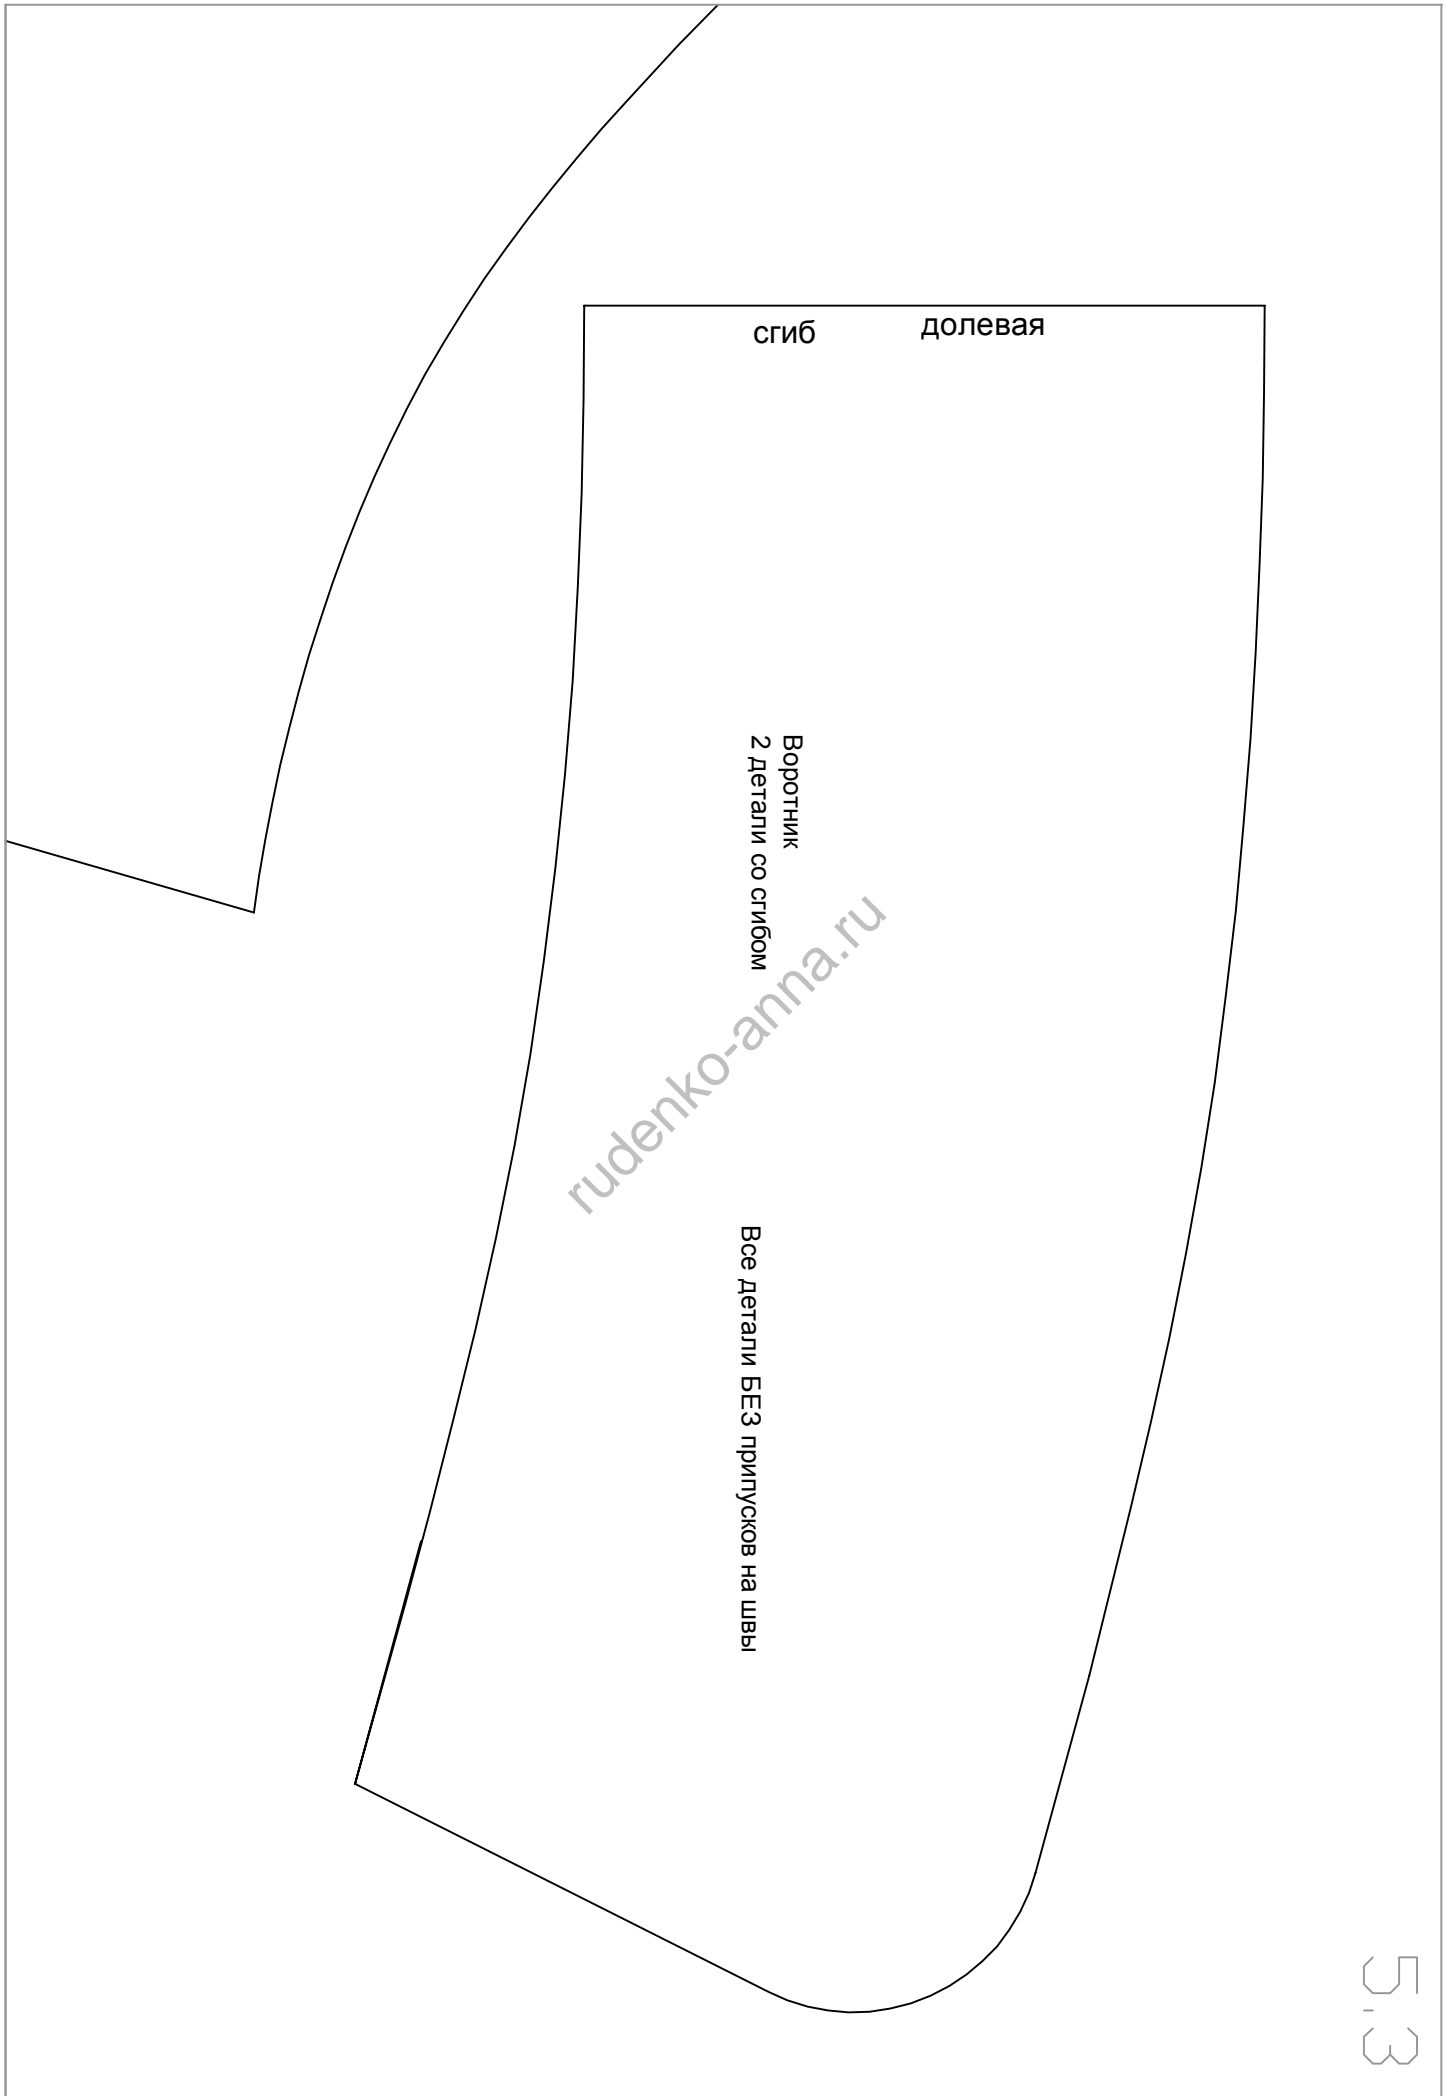 сгиб долевая
Воротник
2 детали со сгибом
rudenko-anna.ru
Все детали БЕЗ припусков на швы
5,3